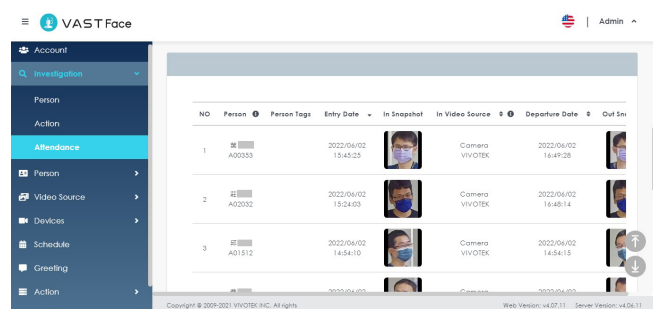 VAST Face
Admin
Account
Investigation
Person
Action
Attendance
Person
Video Source
Devices
Schedule
Greeting
Action
NO Person Person Tags Entry Date In Snapshot In Video Source Departure Date Out Sna
1 黃 A00353 2022/06/02 15:45:25 Camera VIVOTEK 2022/06/02 16:49:28
2 莊 A02032 2022/06/02 15:24:03 Camera VIVOTEK 2022/06/02 16:48:14
3 A01512 2022/06/02 14:54:10 Camera VIVOTEK 2022/06/02 14:54:15
Copyright © 2009-2021 VIVOTEK INC. All rights
Web Version: v4.07.11 Server Version: v4.06.11